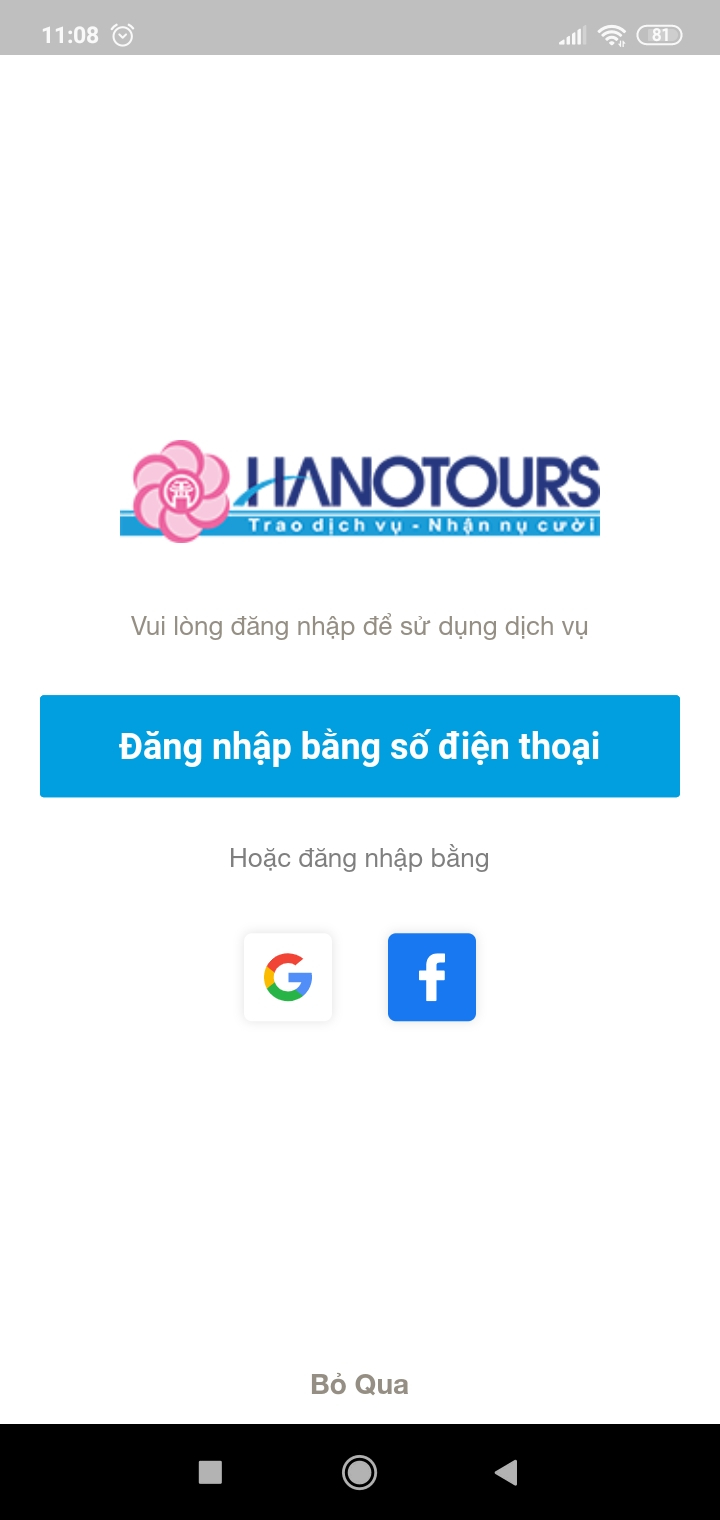 11:08
81
HANOTOURS
Trao dịch vụ - Nhận nụ cười
Vui lòng đăng nhập để sử dụng dịch vụ
Đăng nhập bằng số điện thoại
Hoặc đăng nhập bằng
Bỏ Qua